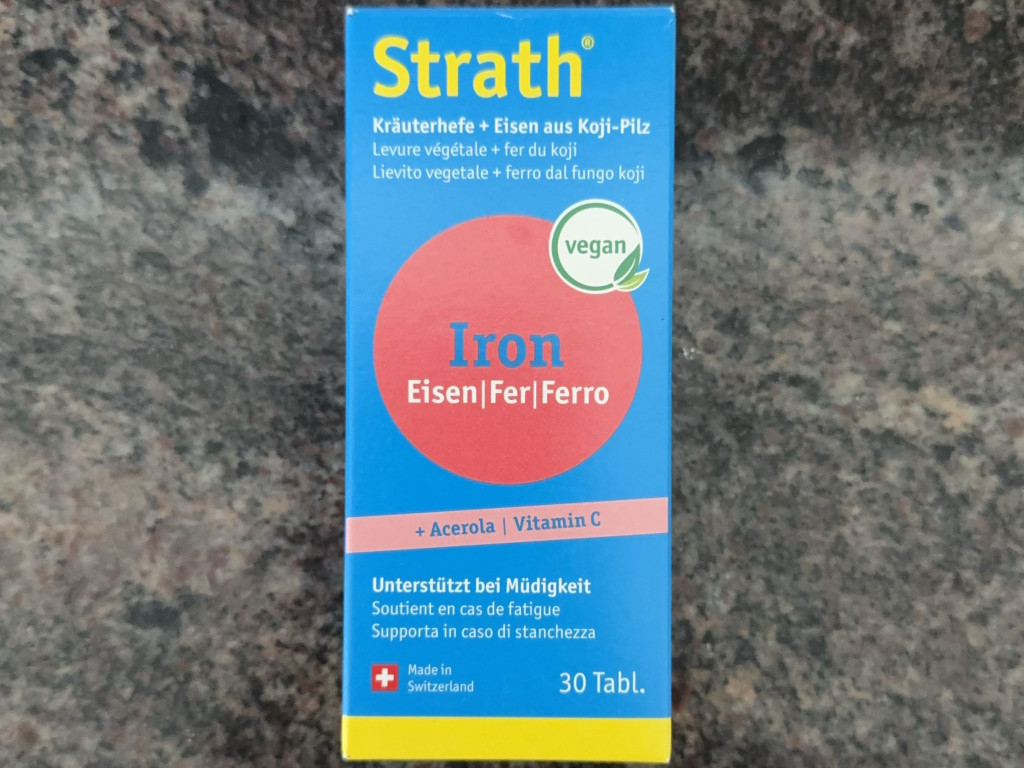 Strath®
Kräuterhefe + Eisen aus Koji-Pilz
Levure végétale + fer du koji
Lievito vegetale + ferro dal fungo koji
vegan
Iron
Eisen|Fer|Ferro
+ Acerola | Vitamin C
Unterstützt bei Müdigkeit
Soutient en cas de fatigue
Supporta in caso di stanchezza
Made in
Switzerland
30 Tabl.